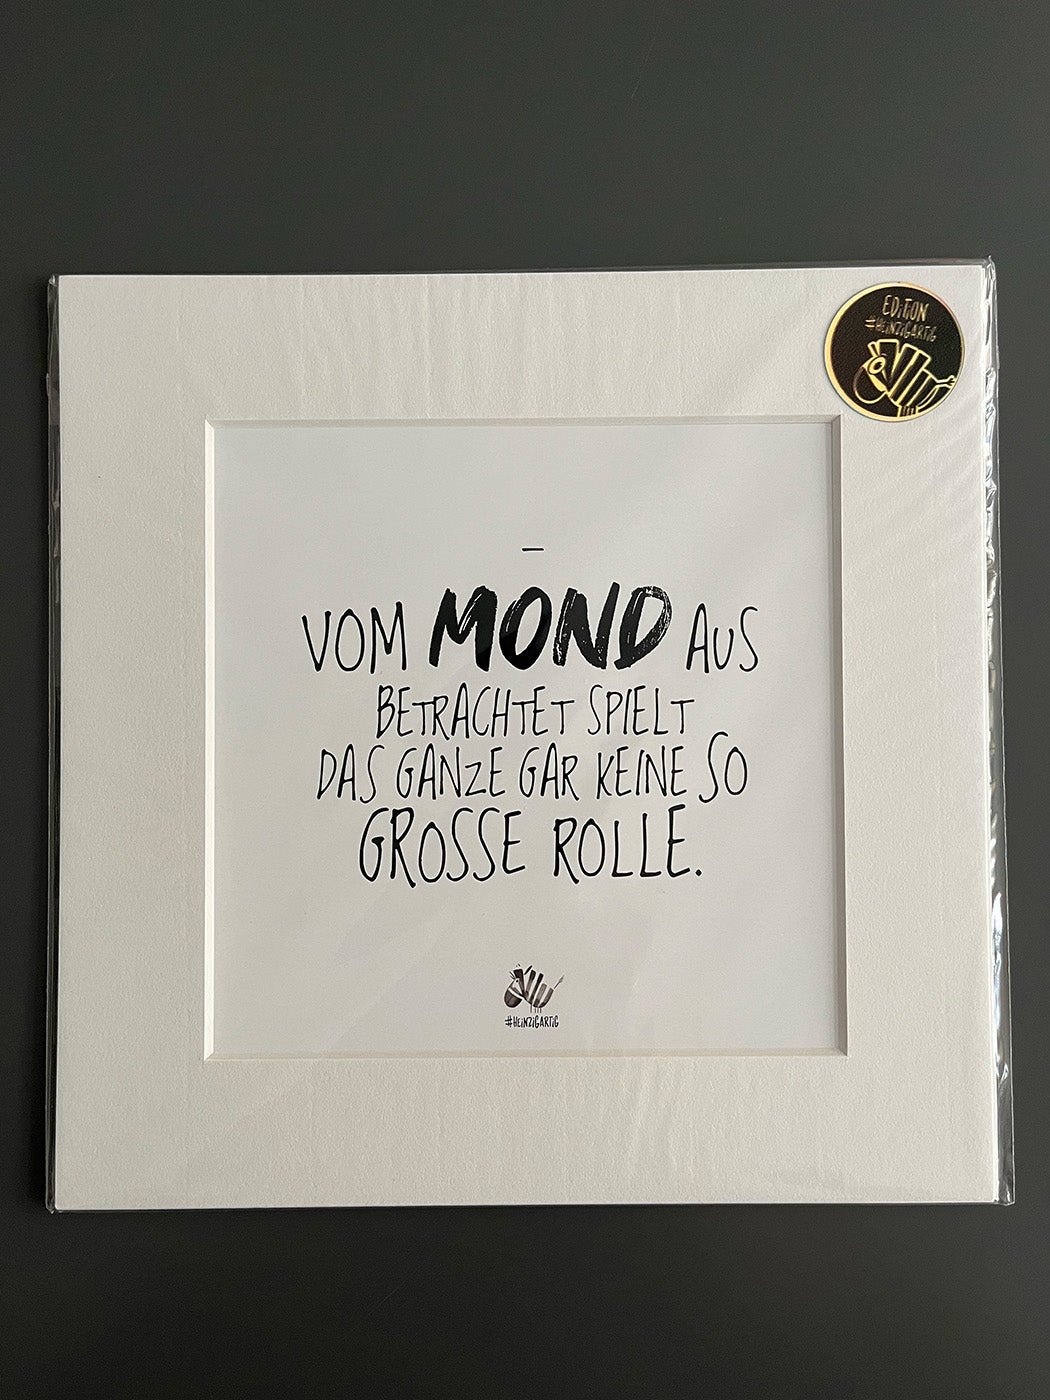 EDiTiON
#HEiNZiGARTiG
VOM MOND AUS
BETRACHTET SPIELT
DAS GANZE GAR KEINE SO
GROSSE ROLLE.
#HEiNZiGARTiG